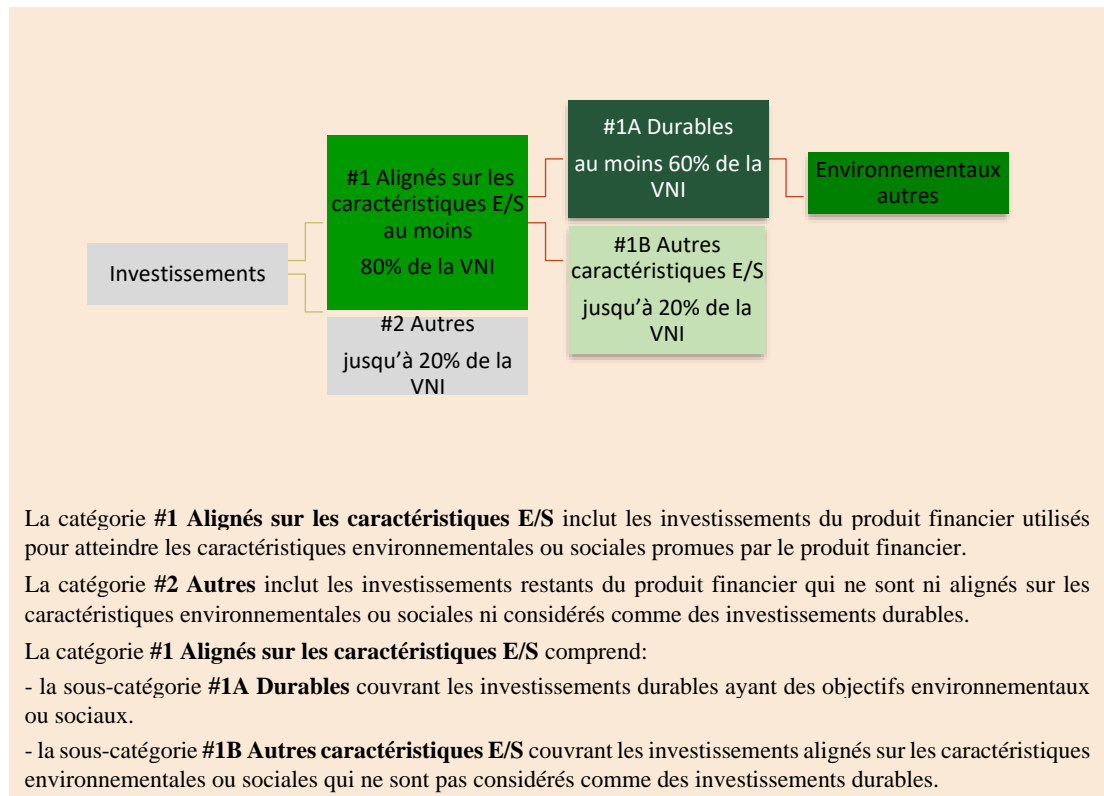 Investissements
#1 Alignés sur les
caractéristiques E/S
au moins
80% de la VNI
#2 Autres
jusqu'à 20% de la
VNI
#1A Durables
au moins 60% de la
VNI
#1B Autres
caractéristiques E/S
jusqu'à 20% de la
VNI
Environnementaux
autres
La catégorie #1 Alignés sur les caractéristiques E/S inclut les investissements du produit financier utilisés
pour atteindre les caractéristiques environnementales ou sociales promues par le produit financier.
La catégorie #2 Autres inclut les investissements restants du produit financier qui ne sont ni alignés sur les
caractéristiques environnementales ou sociales ni considérés comme des investissements durables.
La catégorie #1 Alignés sur les caractéristiques E/S comprend:
- la sous-catégorie #1A Durables couvrant les investissements durables ayant des objectifs environnementaux
ou sociaux.
- la sous-catégorie #1B Autres caractéristiques E/S couvrant les investissements alignés sur les caractéristiques
environnementales ou sociales qui ne sont pas considérés comme des investissements durables.